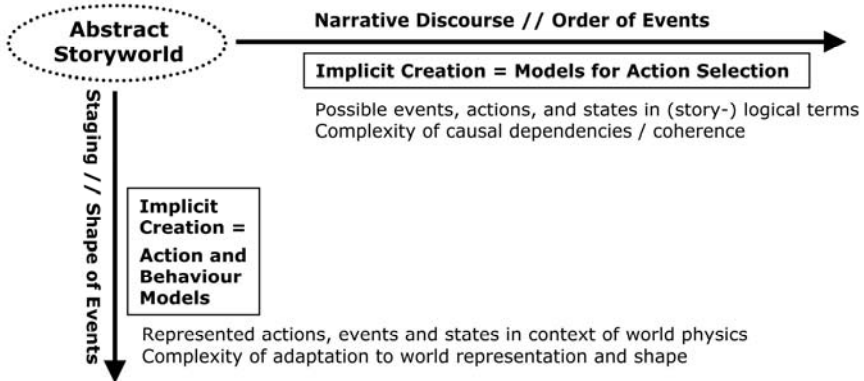 Abstract
Storyworld
Narrative Discourse // Order of Events
Implicit Creation = Models for Action Selection
Possible events, actions, and states in (story-) logical terms
Complexity of causal dependencies / coherence
Staging // Shape of Events
Implicit
Creation =
Action and
Behaviour
Models
Represented actions, events and states in context of world physics
Complexity of adaptation to world representation and shape